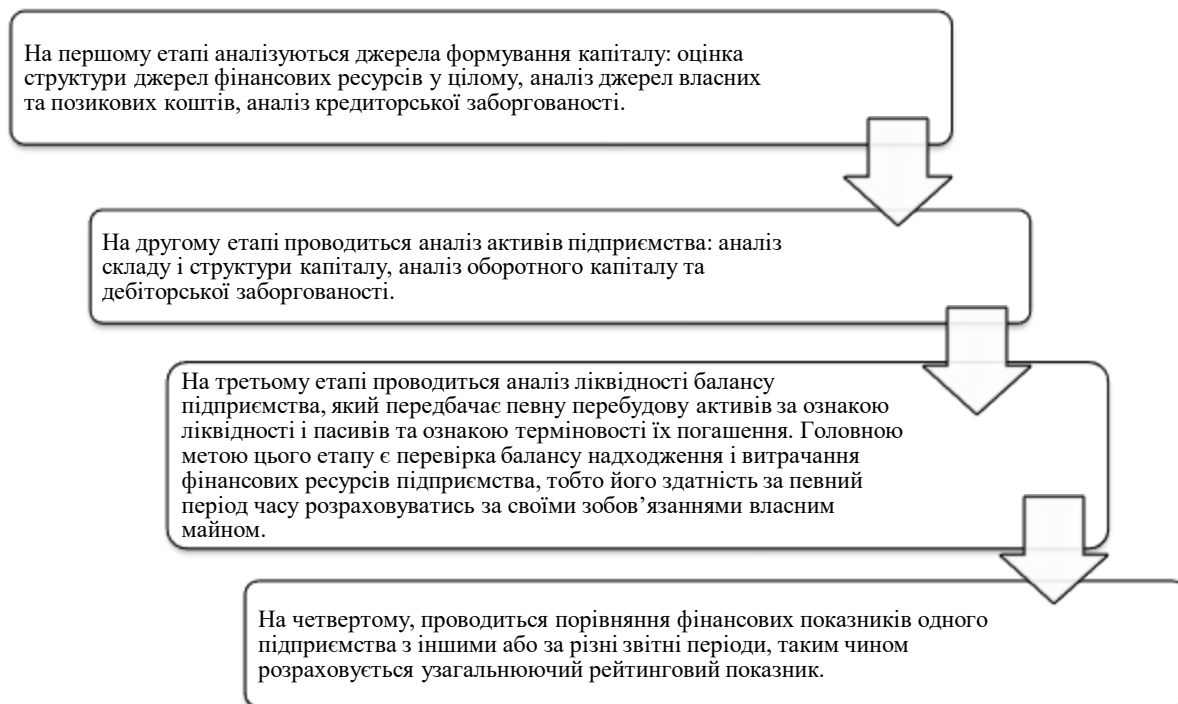 На першому етапі аналізуються джерела формування капіталу: оцінка
структури джерел фінансових ресурсів у цілому, аналіз джерел власних
та позикових коштів, аналіз кредиторської заборгованості.
На другому етапі проводиться аналіз активів підприємства: аналіз
складу і структури капіталу, аналіз оборотного капіталу та
дебіторської заборгованості.
На третьому етапі проводиться аналіз ліквідності балансу
підприємства, який передбачає певну перебудову активів за ознакою
ліквідності і пасивів та ознакою терміновості їх погашення. Головною
метою цього етапу є перевірка балансу надходження і витрачання
фінансових ресурсів підприємства, тобто його здатність за певний
період часу розраховуватись за своїми зобов’язаннями власним
майном.
На четвертому, проводиться порівняння фінансових показників одного
підприємства з іншими або за різні звітні періоди, таким чином
розраховується узагальнюючий рейтинговий показник.